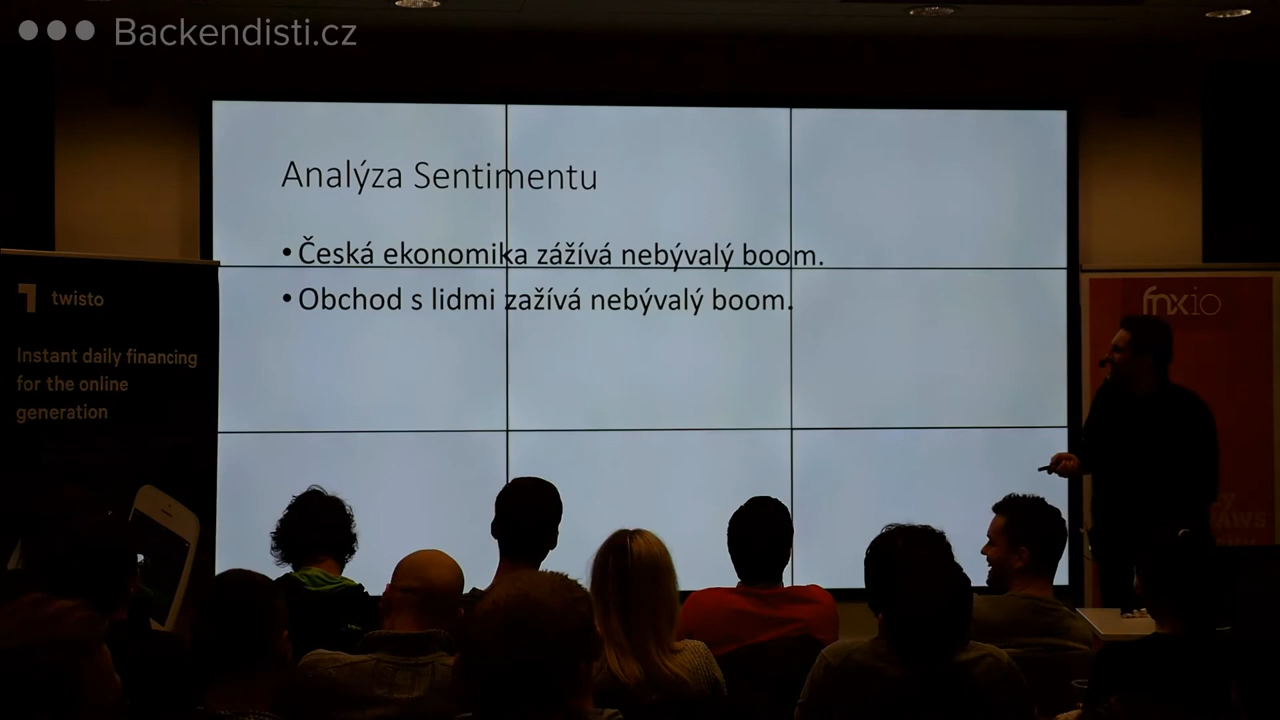 Backendisti.cz
Analýza Sentimentu
• Česká ekonomika zážívá nebývalý boom.
• Obchod s lidmi zažívá nebývalý boom.
twisto
Instant daily financing
for the online
generation
fnxio